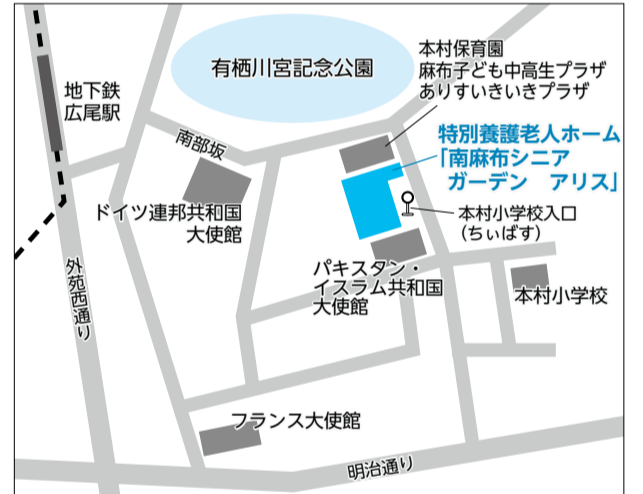 有栖川宮記念公園
本村保育園
麻布子ども中高生プラザ
ありすいきいきプラザ
地下鉄
広尾駅
南部坂
特別養護老人ホーム
「南麻布シニア
ガーデン　アリス」
ドイツ連邦共和国
大使館
本村小学校入口
(ちぃばす)
外苑西通り
パキスタン・
イスラム共和国
大使館
本村小学校
フランス大使館
明治通り